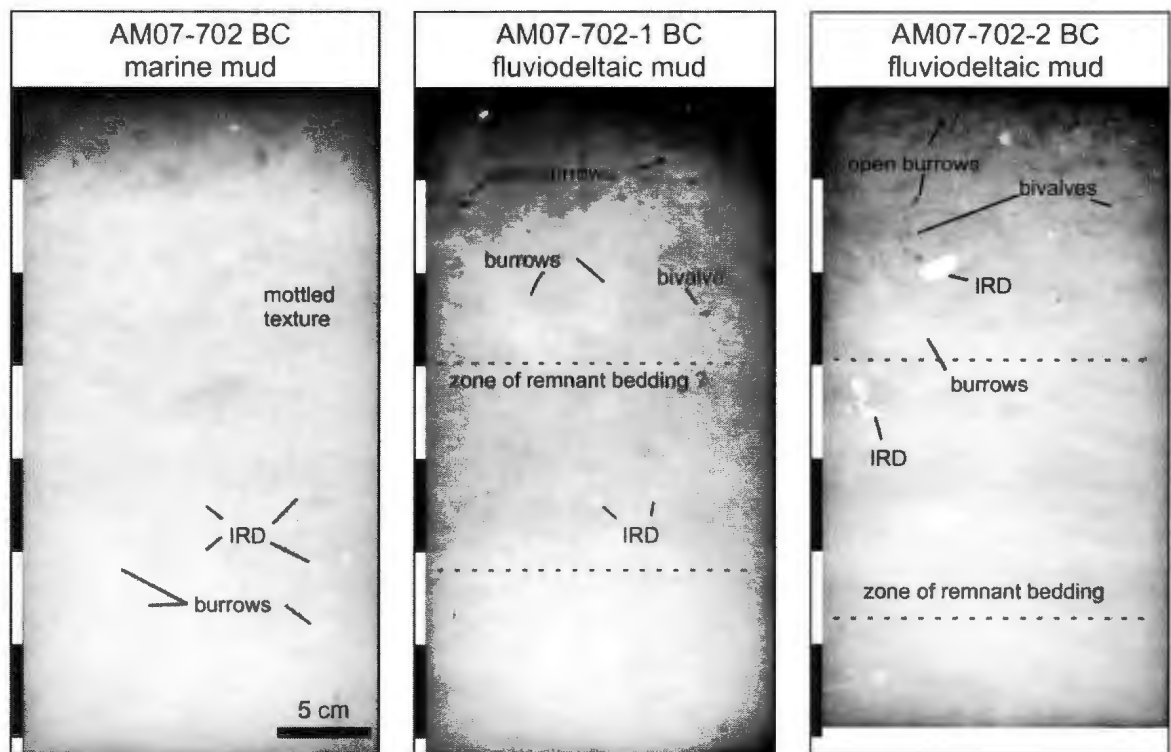 AM07-702 BC
marine mud
mottled
texture
IRD
burrows
5 cm
AM07-702-1 BC
fluviodeltaic mud
burrows
bivalve
zone of remnant bedding ?
IRD
AM07-702-2 BC
fluviodeltaic mud
open burrows
bivalves
IRD
burrows
IRD
zone of remnant bedding